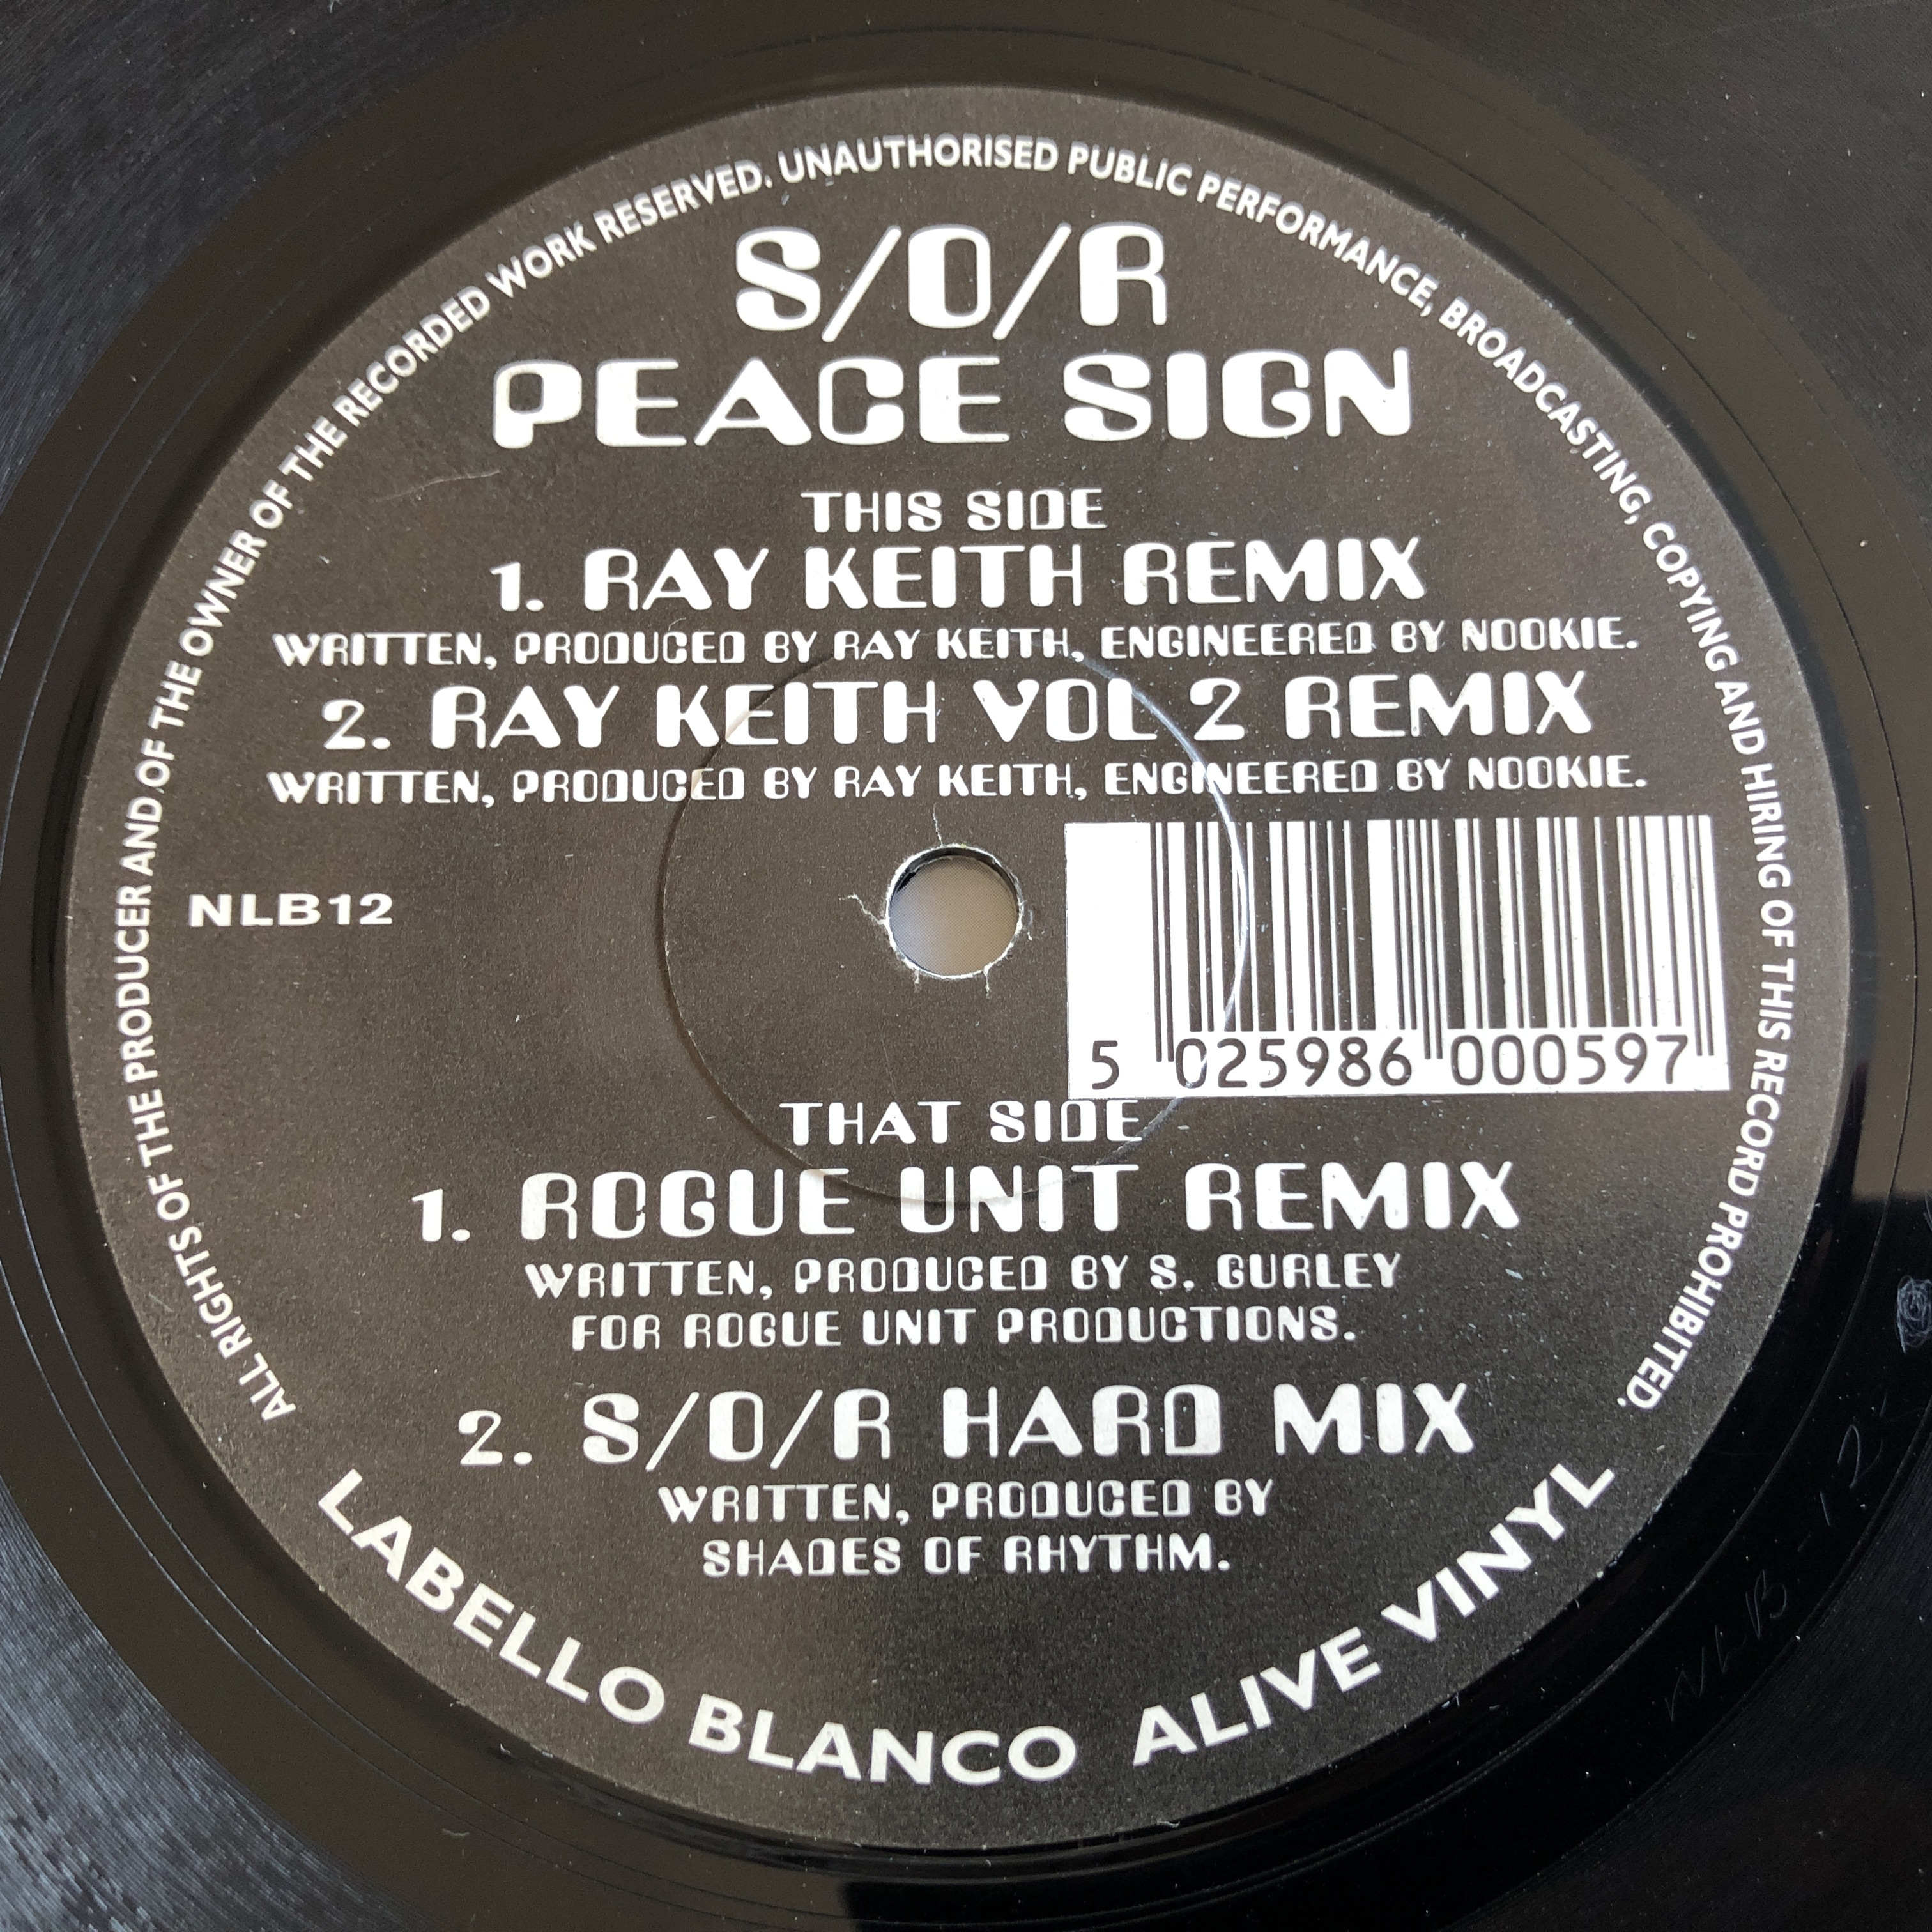 ALL RIGHTS OF THE PRODUCER AND OF THE OWNER OF THE RECORDED WORK RESERVED. UNAUTHORISED PUBLIC PERFORMANCE, BROADCASTING, COPYING AND HIRING OF THIS RECORD PROHIBITED.
S/O/R
PEACE SIGN
THIS SIDE
1. RAY KEITH REMIX
WRITTEN, PRODUCED BY RAY KEITH, ENGINEERED BY NOOKIE.
2. RAY KEITH VOL 2 REMIX
WRITTEN, PRODUCED BY RAY KEITH, ENGINEERED BY NOOKIE.
NLB12
5 025986 000597
THAT SIDE
1. ROGUE UNIT REMIX
WRITTEN, PRODUCED BY S. GURLEY
FOR ROGUE UNIT PRODUCTIONS.
2. S/O/R HARD MIX
WRITTEN, PRODUCED BY
SHADES OF RHYTHM.
LABELLO BLANCO ALIVE VINYL
NLB-12-